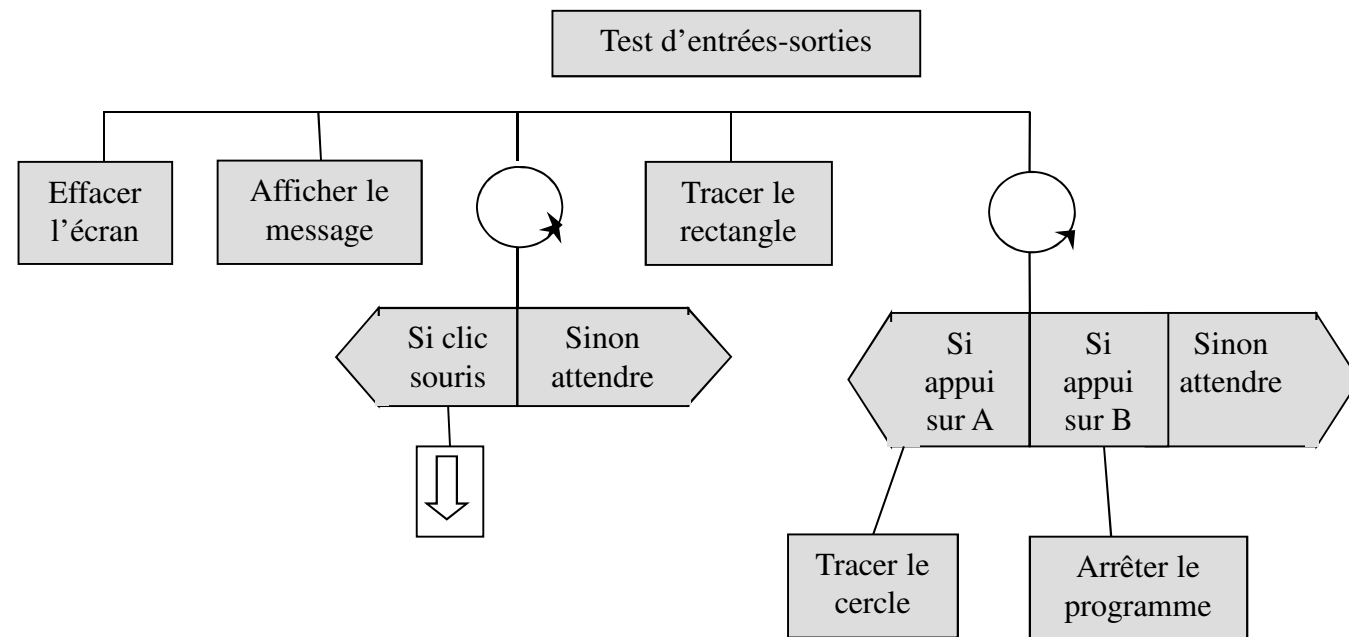 Test d’entrées-sorties
Effacer
l’écran
Afficher le
message
Tracer le
rectangle
Si clic
souris
Sinon
attendre
Si
appui
sur A
Si
appui
sur B
Sinon
attendre
Tracer le
cercle
Arrêter le
programme